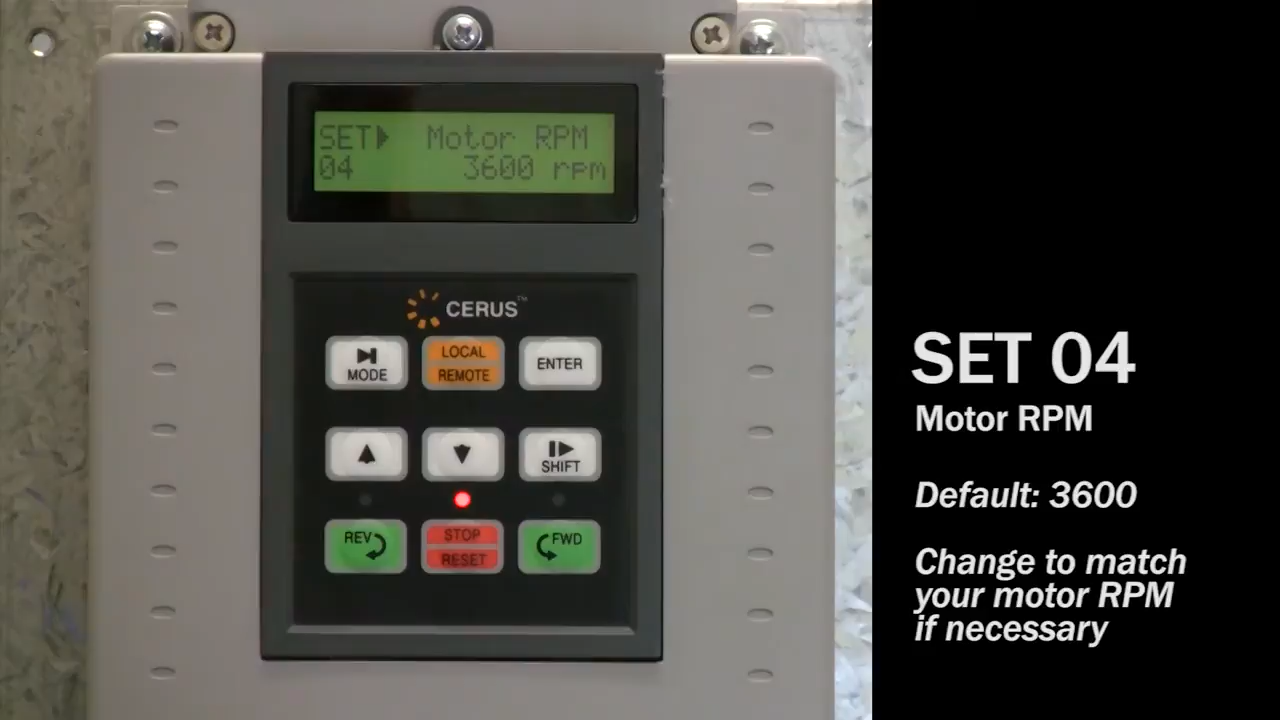 SET Motor RPM
04 3600 rpm
CERUS™
MODE
LOCAL
REMOTE
ENTER
SHIFT
REV
STOP
RESET
FWD
SET 04
Motor RPM
Default: 3600
Change to match
your motor RPM
if necessary